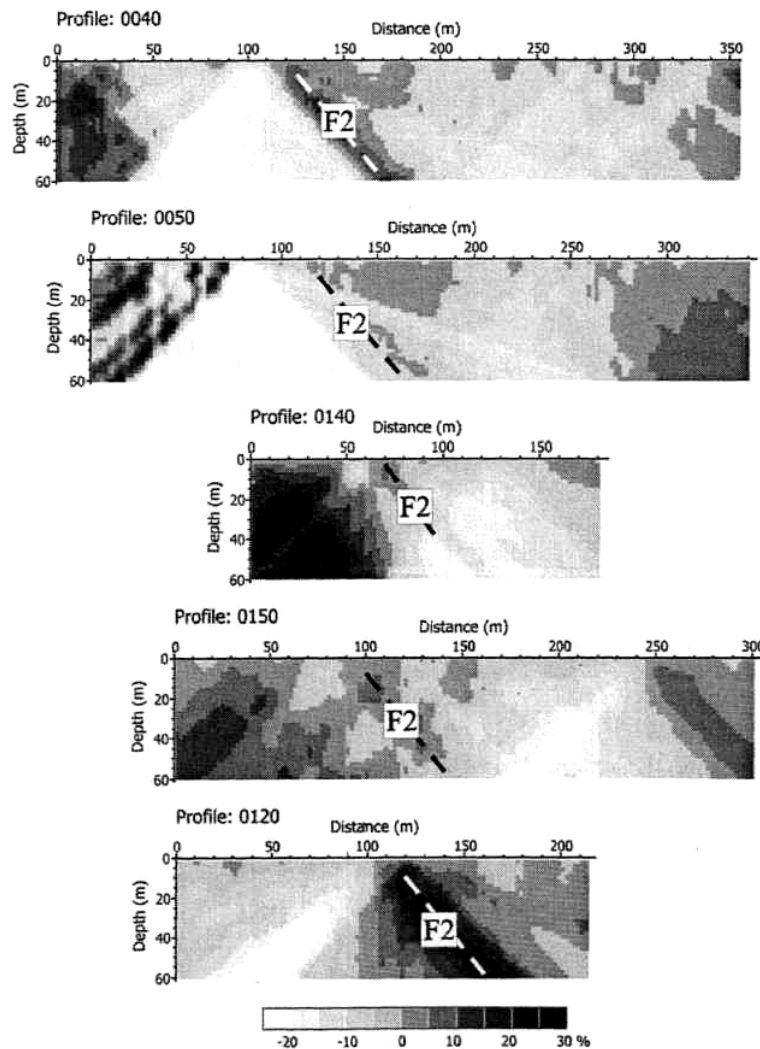 Profile: 0040
Distance (m)
0 50 100 150 200 250 300 350
Depth (m)
0
20
40
60
F2
Profile: 0050
Distance (m)
0 50 100 150 200 250 300
Depth (m)
0
20
40
60
F2
Profile: 0140
Distance (m)
0 50 100 150
Depth (m)
0
20
40
60
F2
Profile: 0150
Distance (m)
0 50 100 150 200 250 300
Depth (m)
0
20
40
60
F2
Profile: 0120
Distance (m)
0 50 100 150 200
Depth (m)
0
20
40
60
F2
-20 -10 0 10 20 30 %